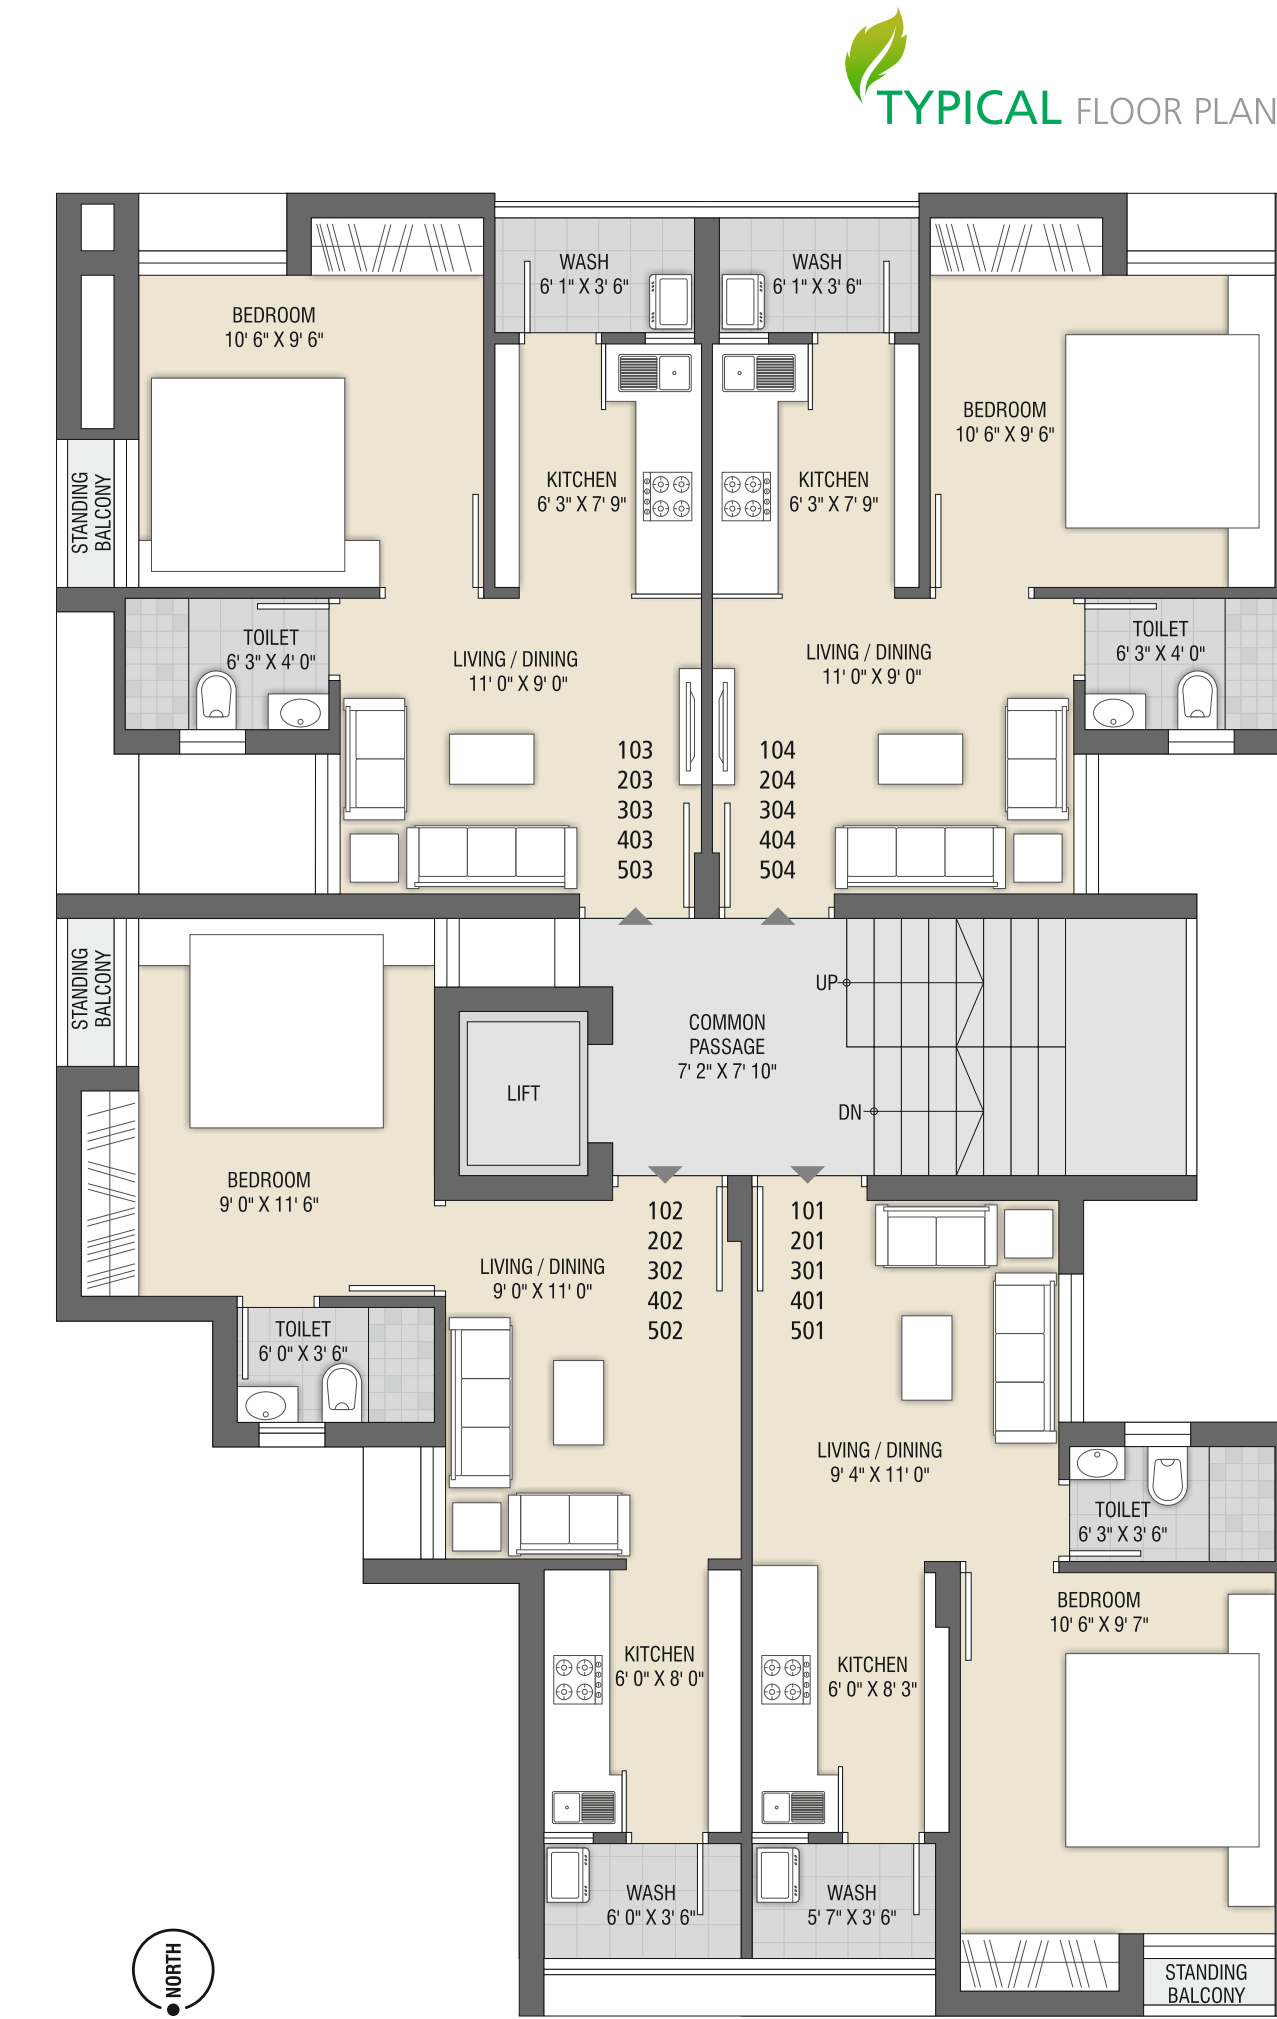 TYPICAL FLOOR PLAN
WASH
6' 1" X 3' 6"
WASH
6' 1" X 3' 6"
BEDROOM
10' 6" X 9' 6"
BEDROOM
10' 6" X 9' 6"
STANDING
BALCONY
KITCHEN
6' 3" X 7' 9"
KITCHEN
6' 3" X 7' 9"
TOILET
6' 3" X 4' 0"
LIVING / DINING
11' 0" X 9' 0"
LIVING / DINING
11' 0" X 9' 0"
TOILET
6' 3" X 4' 0"
103
203
303
403
503
104
204
304
404
504
STANDING
BALCONY
UP
COMMON
PASSAGE
7' 2" X 7' 10"
LIFT
DN
BEDROOM
9' 0" X 11' 6"
102
202
302
402
502
101
201
301
401
501
LIVING / DINING
9' 0" X 11' 0"
TOILET
6' 0" X 3' 6"
LIVING / DINING
9' 4" X 11' 0"
TOILET
6' 3" X 3' 6"
BEDROOM
10' 6" X 9' 7"
KITCHEN
6' 0" X 8' 0"
KITCHEN
6' 0" X 8' 3"
WASH
6' 0" X 3' 6"
WASH
5' 7" X 3' 6"
STANDING
BALCONY
NORTH